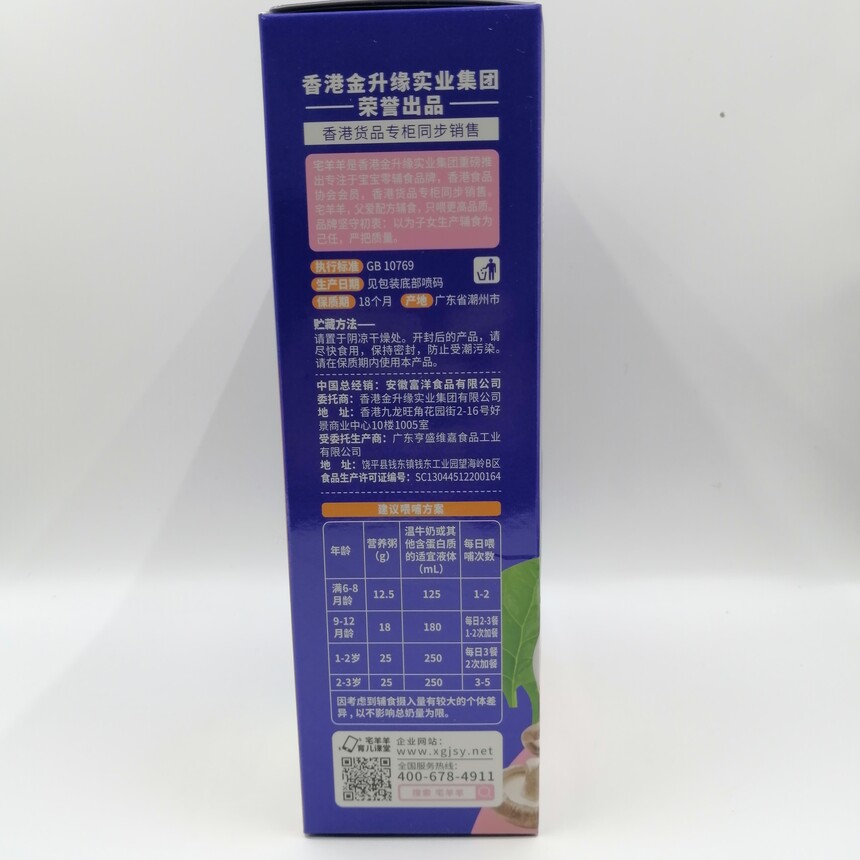 香港金升缘实业集团
荣誉出品
香港货品专柜同步销售
宅羊羊是香港金升缘实业集团重磅推
出专注于宝宝零辅食品牌，香港食品
协会会员，香港货品专柜同步销售。
宅羊羊，父爱配方辅食，只喂更高品质。
品牌坚守初衷：以为子女生产辅食为
己任，严把质量。
执行标准 GB 10769
生产日期 见包装底部喷码
保质期 18个月 产地 广东省潮州市
贮藏方法——
请置于阴凉干燥处。开封后的产品，请
尽快食用，保持密封，防止受潮污染。
请在保质期内使用本产品。
中国总经销：安徽富洋食品有限公司
委托商：香港金升缘实业集团有限公司
地 址：香港九龙旺角花园街2-16号好
景商业中心10楼1005室
受委托生产商：广东亨盛维嘉食品工业
有限公司
地 址：饶平县钱东镇钱东工业园望海岭B区
食品生产许可证编号：SC13044512200164
建议喂哺方案
年龄 营养粥(g) 温牛奶或其他含蛋白质的适宜液体(mL) 每日喂哺次数
满6-8月龄 12.5 125 1-2
9-12月龄 18 180 每日2-3餐 1-2次加餐
1-2岁 25 250 每日3餐 2次加餐
2-3岁 25 250 3-5
因考虑到辅食摄入量有较大的个体差
异，以不影响总奶量为限。
宅羊羊
育儿课堂
企业网站：
www.xgjsy.net
全国服务热线：
400-678-4911
搜索 宅羊羊